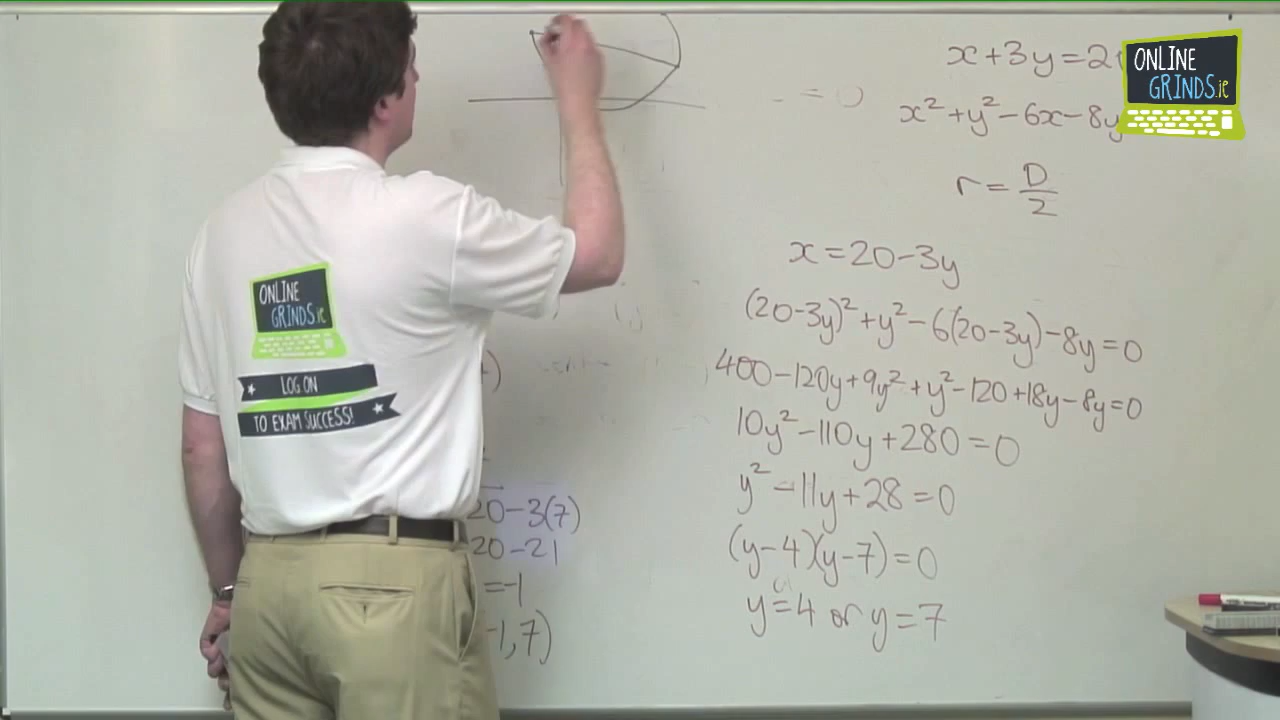 x+3y=2
x²+y²-6x-8y
= 0
r = D/2
x = 20-3y
(20-3y)²+y²-6(20-3y)-8y=0
400-120y+9y²+y²-120+18y-8y=0
10y²-110y+280=0
y²-11y+28=0
(y-4)(y-7)=0
y=4 or y=7
20-3(7)
20-21
=-1
-1,7)
ONLINE
GRINDS.ie
LOG ON
TO EXAM SUCCESS!
ONLINE
GRINDS.ie